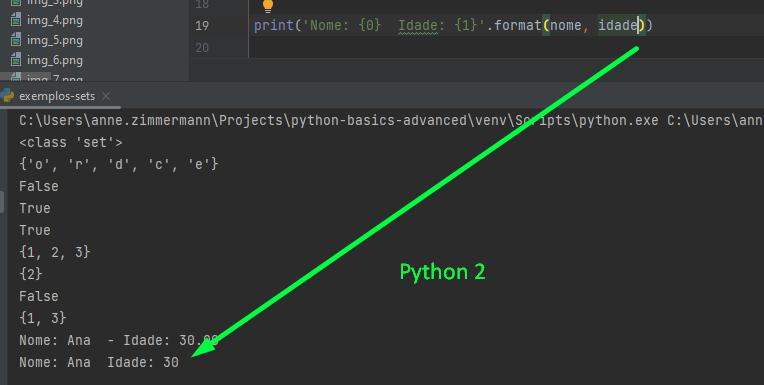 18
img_3.png
img_4.png
19 print('Nome: {0}  Idade: {1}'.format(nome, idade))
img_5.png
20
img_6.png
img_7.png
exemplos-sets ×
C:\Users\anne.zimmermann\Projects\python-basics-advanced\venv\Scripts\python.exe C:\Users\ann
<class 'set'>
{'o', 'r', 'd', 'c', 'e'}
False
True
True
{1, 2, 3}
{2}
Python 2
False
{1, 3}
Nome: Ana  - Idade: 30.00
Nome: Ana  Idade: 30